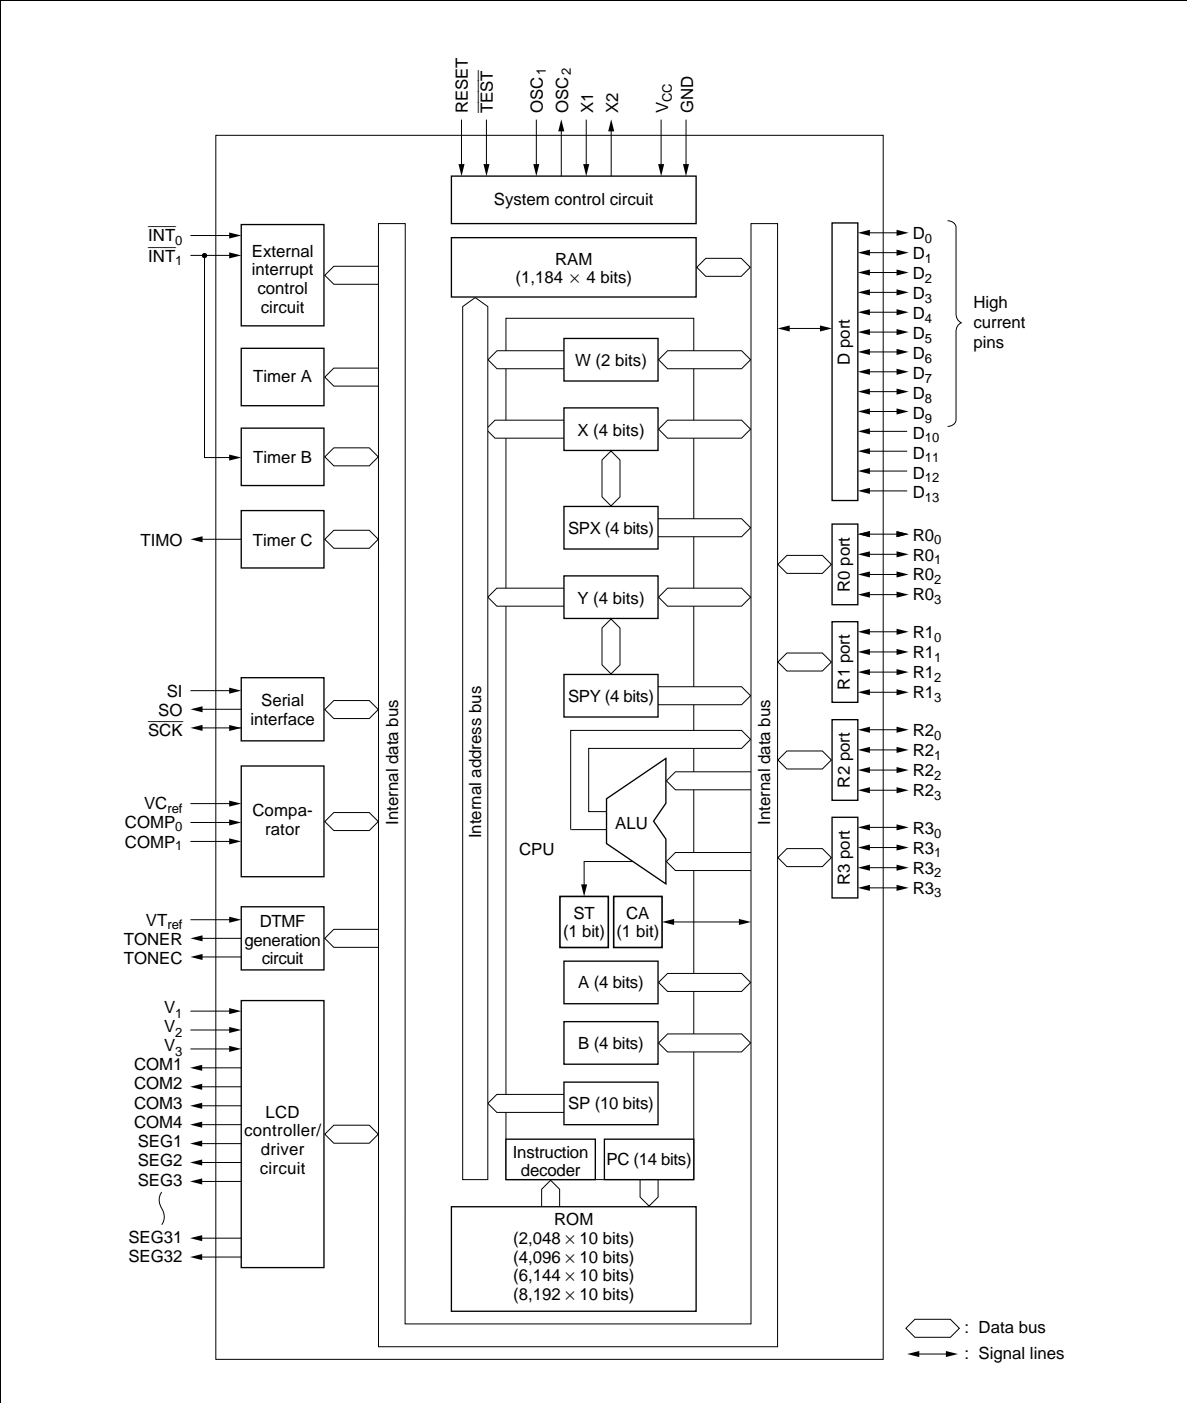 RESET
TEST
OSC1
OSC2
X1
X2
VCC
GND
System control circuit
INT0
INT1
External
interrupt
control
circuit
Timer A
Timer B
TIMO
Timer C
SI
SO
SCK
Serial
interface
VCref
COMP0
COMP1
Compa-
rator
VTref
TONER
TONEC
DTMF
generation
circuit
V1
V2
V3
COM1
COM2
COM3
COM4
SEG1
SEG2
SEG3
SEG31
SEG32
LCD
controller/
driver
circuit
Internal data bus
Internal address bus
RAM
(1,184 × 4 bits)
W (2 bits)
X (4 bits)
SPX (4 bits)
Y (4 bits)
SPY (4 bits)
ALU
CPU
ST
(1 bit)
CA
(1 bit)
A (4 bits)
B (4 bits)
SP (10 bits)
Instruction
decoder
PC (14 bits)
ROM
(2,048 × 10 bits)
(4,096 × 10 bits)
(6,144 × 10 bits)
(8,192 × 10 bits)
Internal data bus
D port
D0
D1
D2
D3
D4
D5
D6
D7
D8
D9
D10
D11
D12
D13
High
current
pins
R0 port
R00
R01
R02
R03
R1 port
R10
R11
R12
R13
R2 port
R20
R21
R22
R23
R3 port
R30
R31
R32
R33
: Data bus
: Signal lines